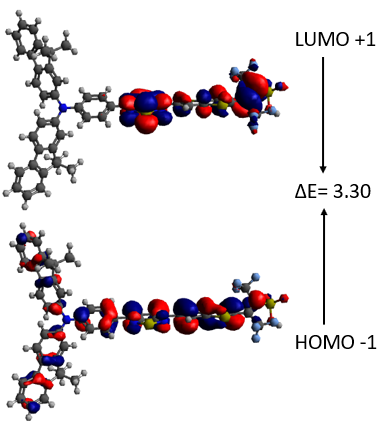 LUMO +1
ΔE= 3.30
HOMO -1